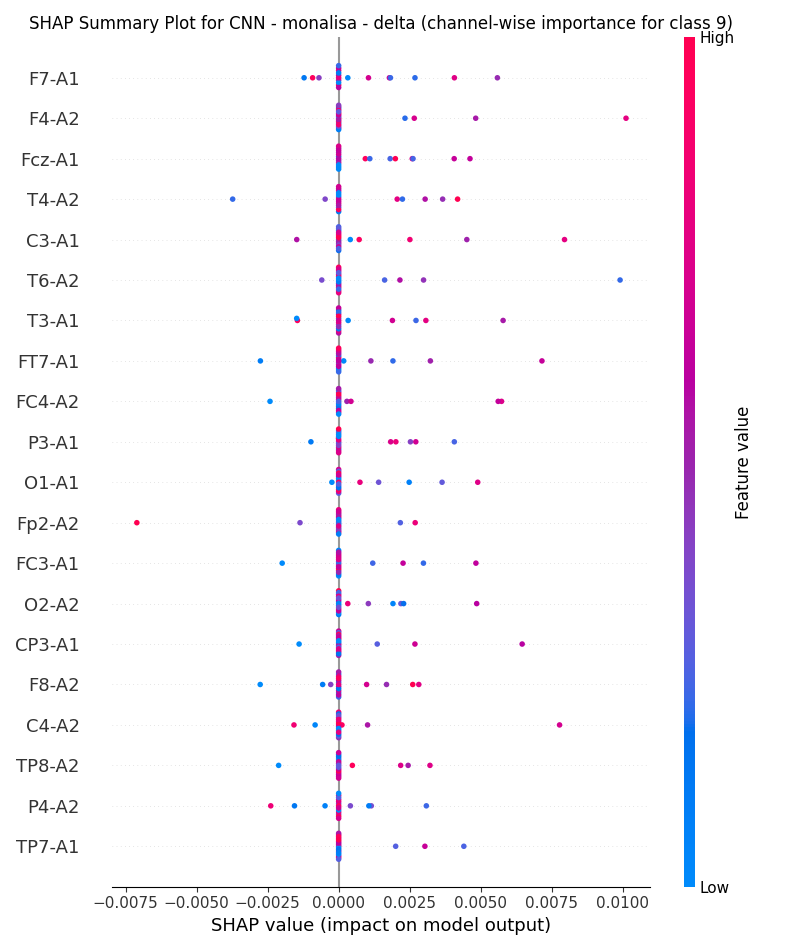 SHAP Summary Plot for CNN - monalisa - delta (channel-wise importance for class 9)
High
F7-A1
F4-A2
Fcz-A1
T4-A2
C3-A1
T6-A2
T3-A1
FT7-A1
FC4-A2
P3-A1
O1-A1
Fp2-A2
FC3-A1
O2-A2
CP3-A1
F8-A2
C4-A2
TP8-A2
P4-A2
TP7-A1
Feature value
Low
−0.0075 −0.0050 −0.0025 0.0000 0.0025 0.0050 0.0075 0.0100
SHAP value (impact on model output)